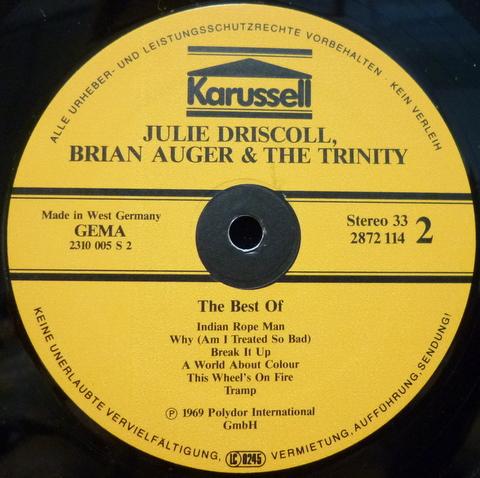 ALLE URHEBER- UND LEISTUNGSSCHUTZRECHTE VORBEHALTEN · KEIN VERLEIH
Karussell
JULIE DRISCOLL,
BRIAN AUGER & THE TRINITY
Made in West Germany
GEMA
2310 005 S 2
Stereo 33
2872 114
2
The Best Of
Indian Rope Man
Why (Am I Treated So Bad)
Break It Up
A World About Colour
This Wheel's On Fire
Tramp
℗ 1969 Polydor International
GmbH
KEINE UNERLAUBTE VERVIELFÄLTIGUNG, VERMIETUNG, AUFFÜHRUNG, SENDUNG!
LC 0245